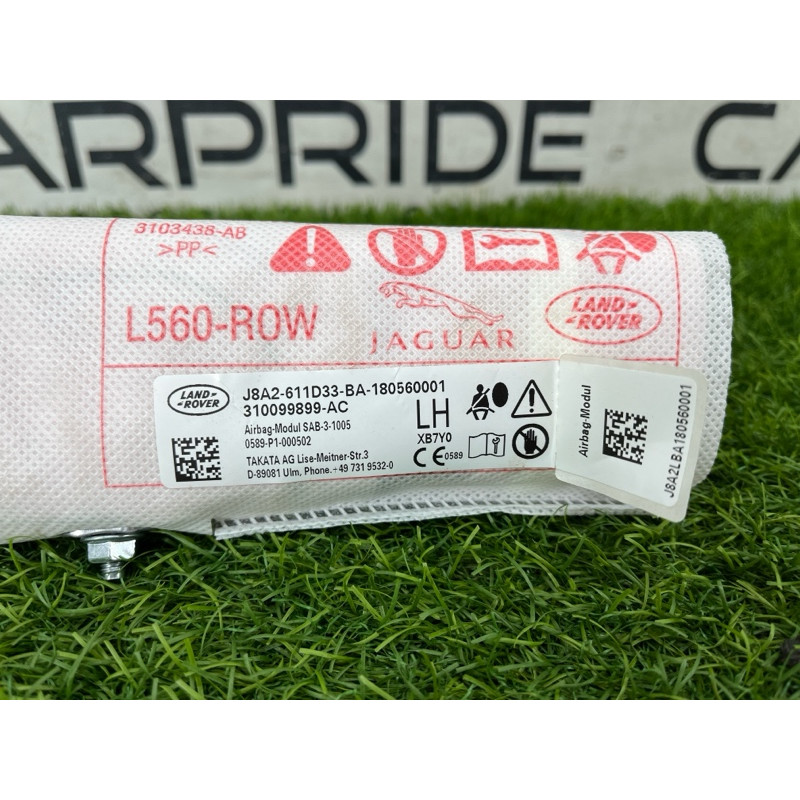 CARPRIDE CA
3103438-AB
>PP<
L560-ROW
JAGUAR
LAND-
-ROVER
LAND-
-ROVER
J8A2-611D33-BA-180560001
310099899-AC
Airbag-Modul SAB-3-1005
0589-P1-000502
TAKATA AG Lise-Meitner-Str.3
D-89081 Ulm, Phone.+49 731 9532-0
LH
XB7Y0
CE 0589
Airbag-Modul
J8A2LBA180560001